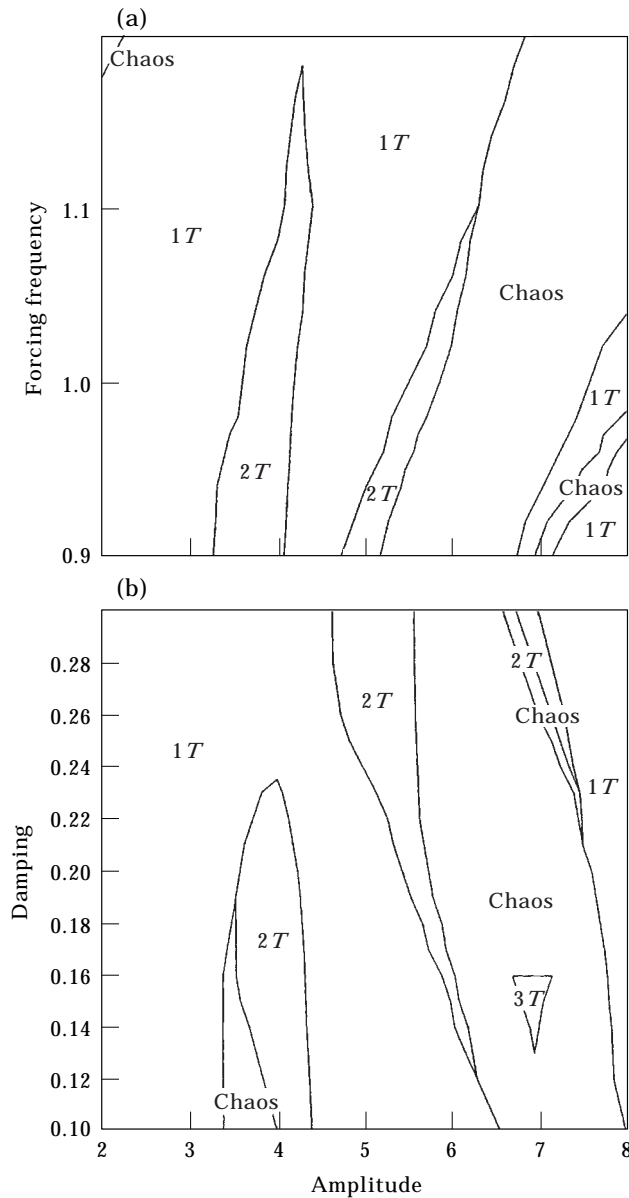 (a)
Chaos
1T
1T
1.1
Forcing frequency
Chaos
1.0
1T
2T
2T
Chaos
1T
0.9
(b)
0.28
2T
2T
Chaos
0.26
1T
1T
0.24
0.22
Damping
0.20
Chaos
0.18
2T
0.16
3T
0.14
0.12
Chaos
0.10
2 3 4 5 6 7 8
Amplitude